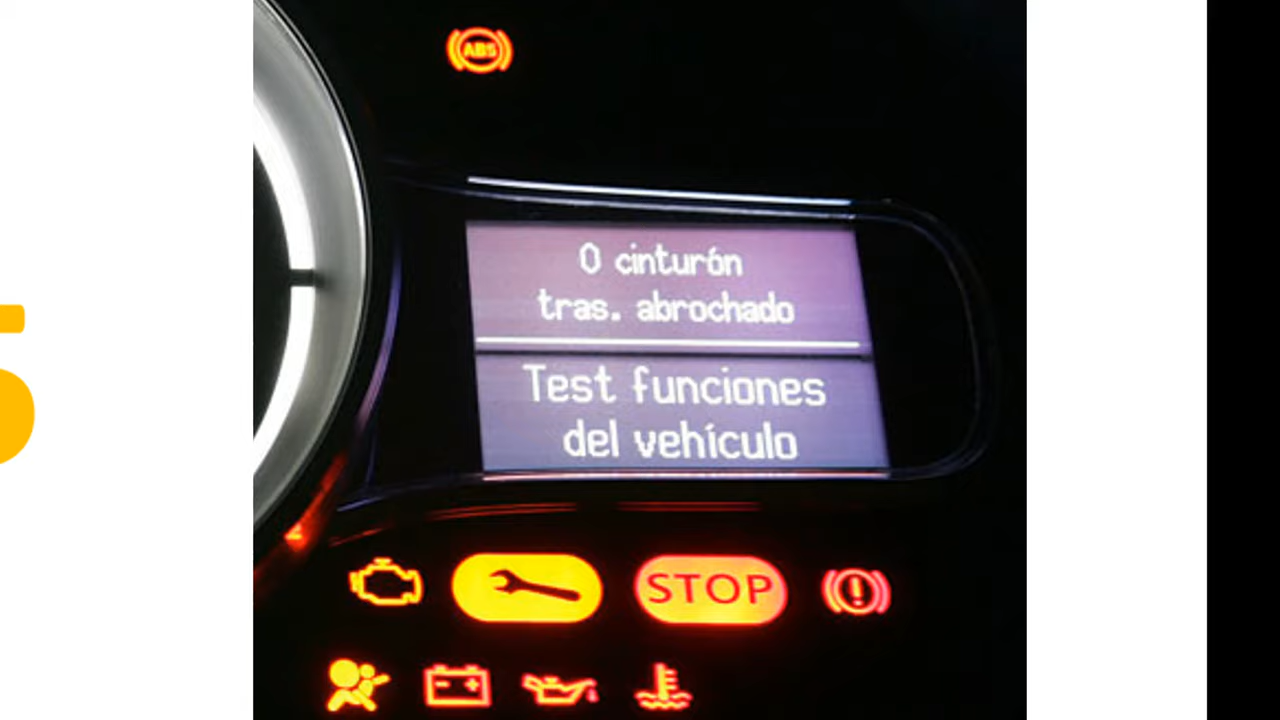 ABS
0 cinturón
tras. abrochado
Test funciones
del vehículo
STOP